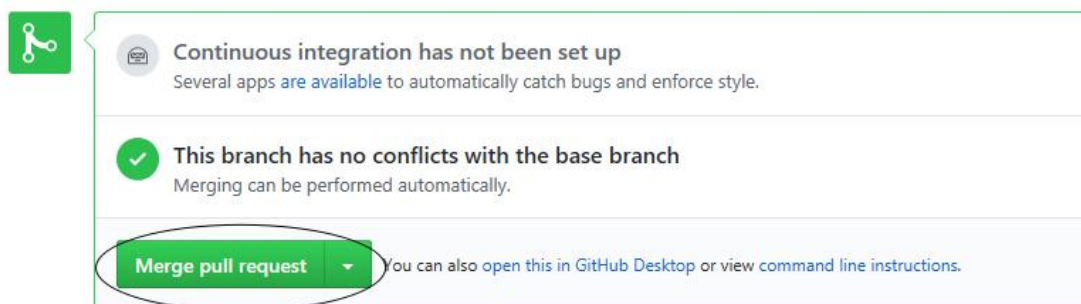 Continuous integration has not been set up
Several apps are available to automatically catch bugs and enforce style.
This branch has no conflicts with the base branch
Merging can be performed automatically.
Merge pull request You can also open this in GitHub Desktop or view command line instructions.